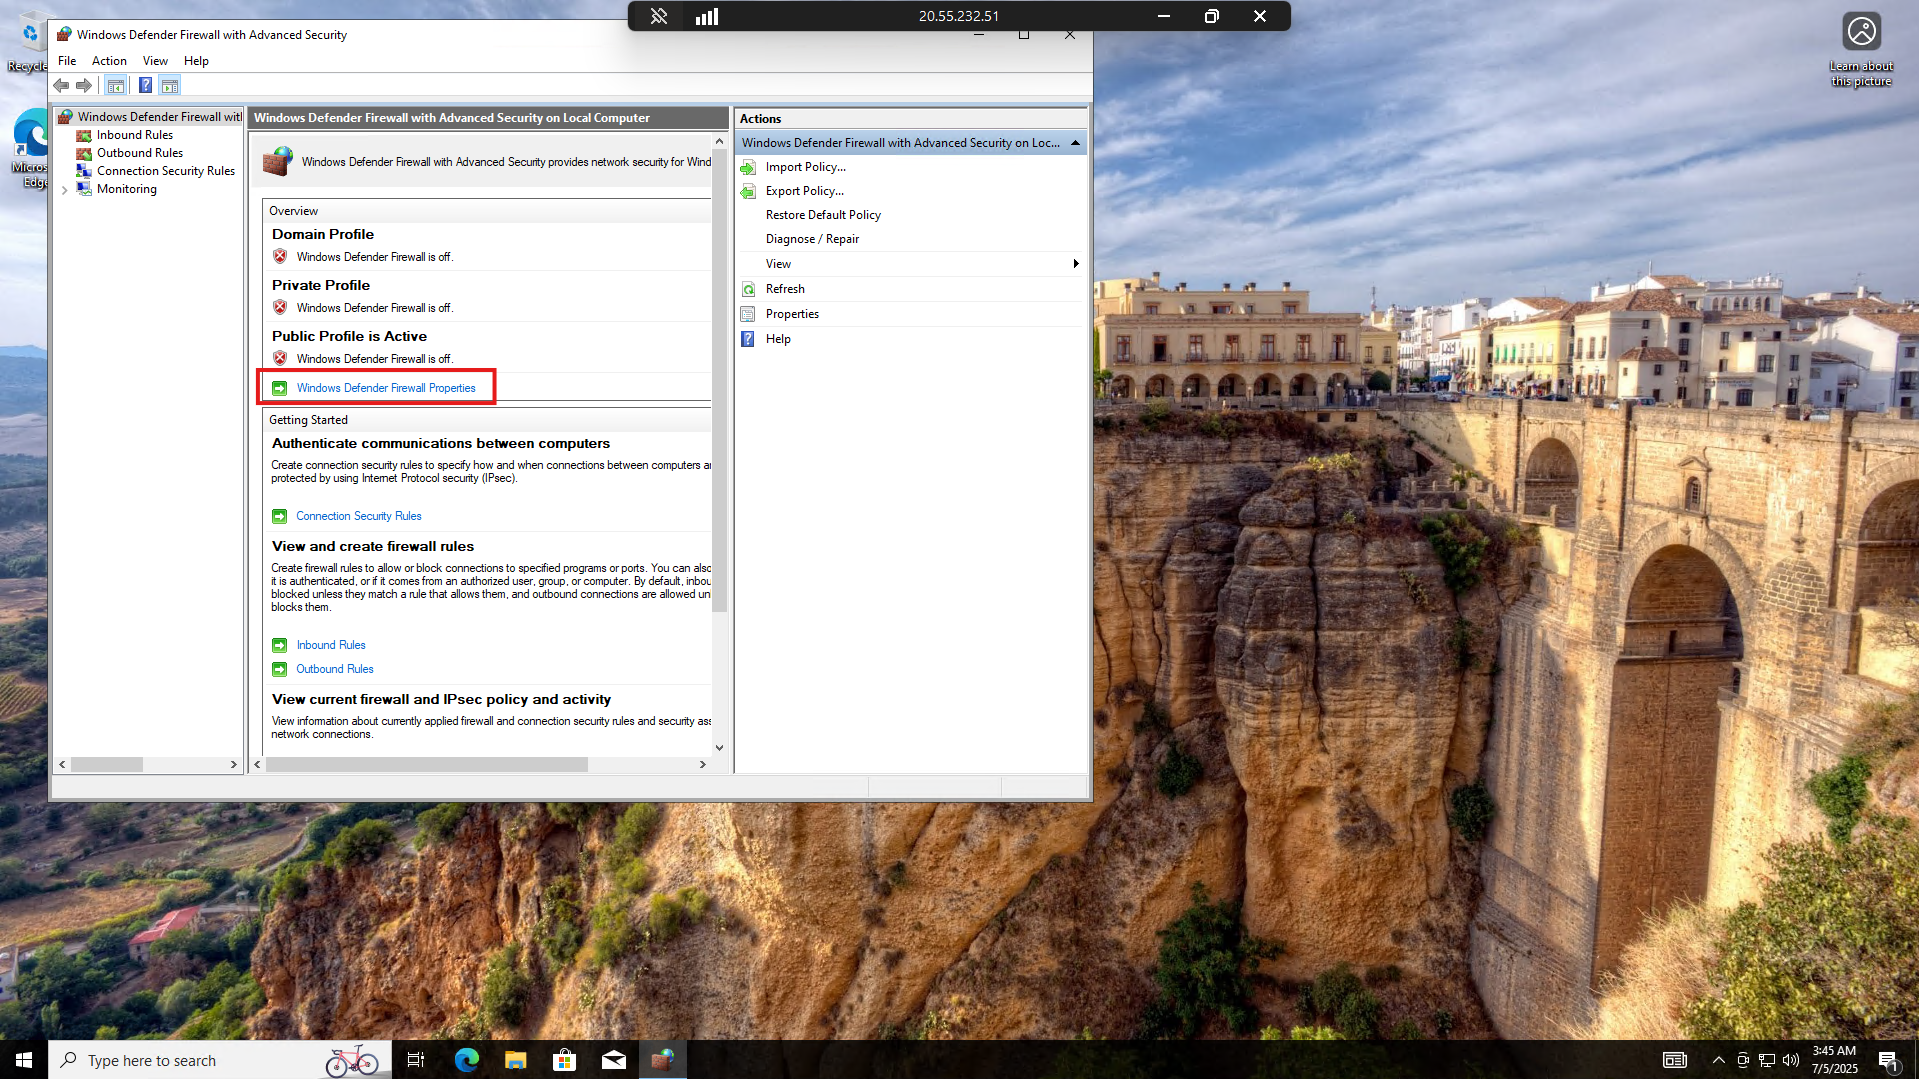 20.55.232.51
Recycle
Windows Defender Firewall with Advanced Security
File Action View Help
Windows Defender Firewall wit
Inbound Rules
Outbound Rules
Connection Security Rules
Monitoring
Windows Defender Firewall with Advanced Security on Local Computer
Windows Defender Firewall with Advanced Security provides network security for Wind
Overview
Domain Profile
Windows Defender Firewall is off.
Private Profile
Windows Defender Firewall is off.
Public Profile is Active
Windows Defender Firewall is off.
Windows Defender Firewall Properties
Getting Started
Authenticate communications between computers
Create connection security rules to specify how and when connections between computers a
protected by using Internet Protocol security (IPsec).
Connection Security Rules
View and create firewall rules
Create firewall rules to allow or block connections to specified programs or ports. You can also
it is authenticated, or if it comes from an authorized user, group, or computer. By default, inbou
blocked unless they match a rule that allows them, and outbound connections are allowed unl
blocks them.
Inbound Rules
Outbound Rules
View current firewall and IPsec policy and activity
View information about currently applied firewall and connection security rules and security ass
network connections.
Actions
Windows Defender Firewall with Advanced Security on Loc...
Import Policy...
Export Policy...
Restore Default Policy
Diagnose / Repair
View
Refresh
Properties
Help
Micros
Edge
Learn about
this picture
Type here to search
3:45 AM
7/5/2025
1